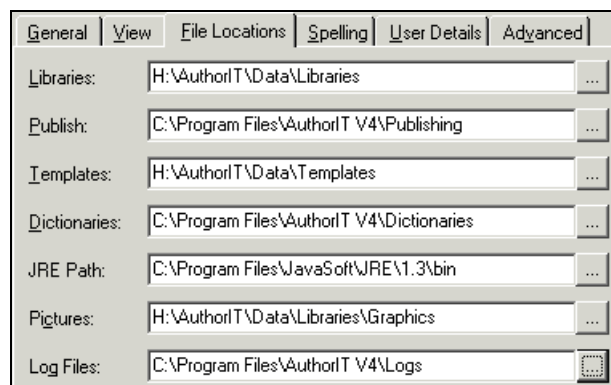 General View File Locations Spelling User Details Advanced
Libraries: H:\AuthorIT\Data\Libraries ...
Publish: C:\Program Files\AuthorIT V4\Publishing ...
Templates: H:\AuthorIT\Data\Templates ...
Dictionaries: C:\Program Files\AuthorIT V4\Dictionaries ...
JRE Path: C:\Program Files\JavaSoft\JRE\1.3\bin ...
Pictures: H:\AuthorIT\Data\Libraries\Graphics ...
Log Files: C:\Program Files\AuthorIT V4\Logs ...